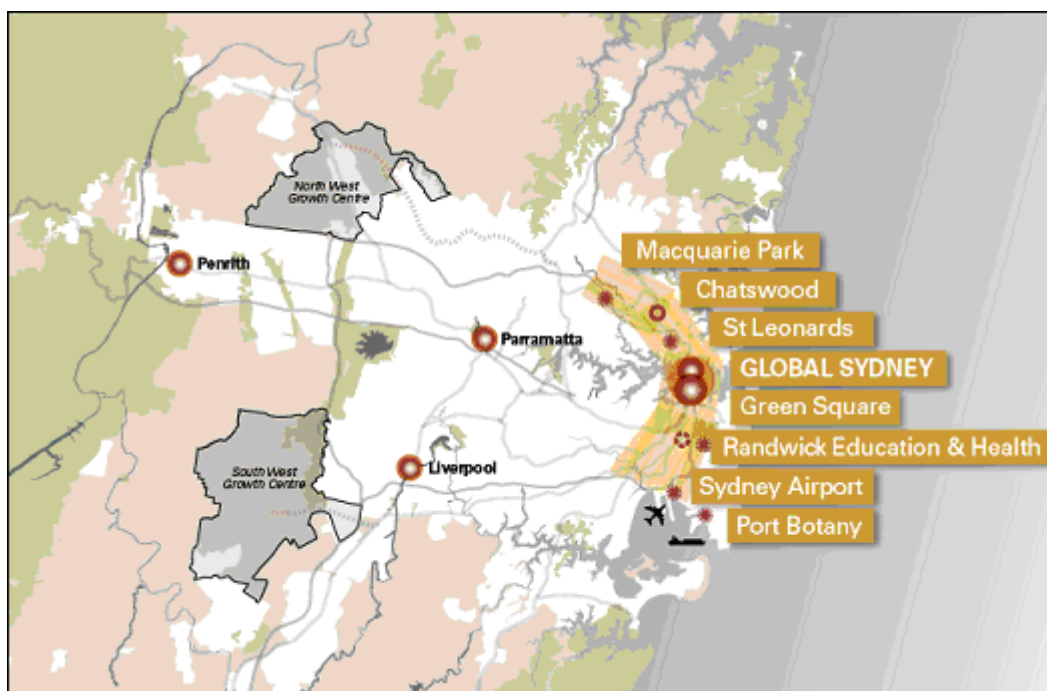 North West
Growth Centre
Macquarie Park
Penrith
Chatswood
St Leonards
Parramatta
GLOBAL SYDNEY
Green Square
Randwick Education & Health
South West
Growth Centre
Liverpool
Sydney Airport
Port Botany